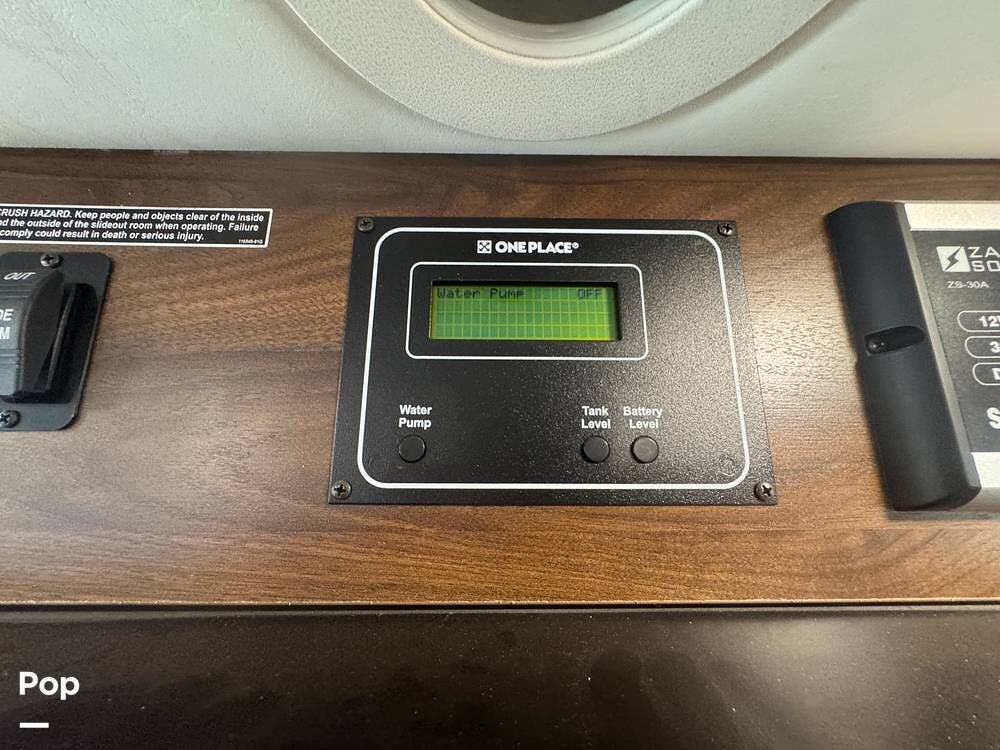 CRUSH HAZARD. Keep people and objects clear of the inside
and the outside of the slideout room when operating. Failure
comply could result in death or serious injury.
OUT
ONE PLACE®
Water Pump OFF
Water
Pump
Tank
Level
Battery
Level
ZS-30A
12V
Pop